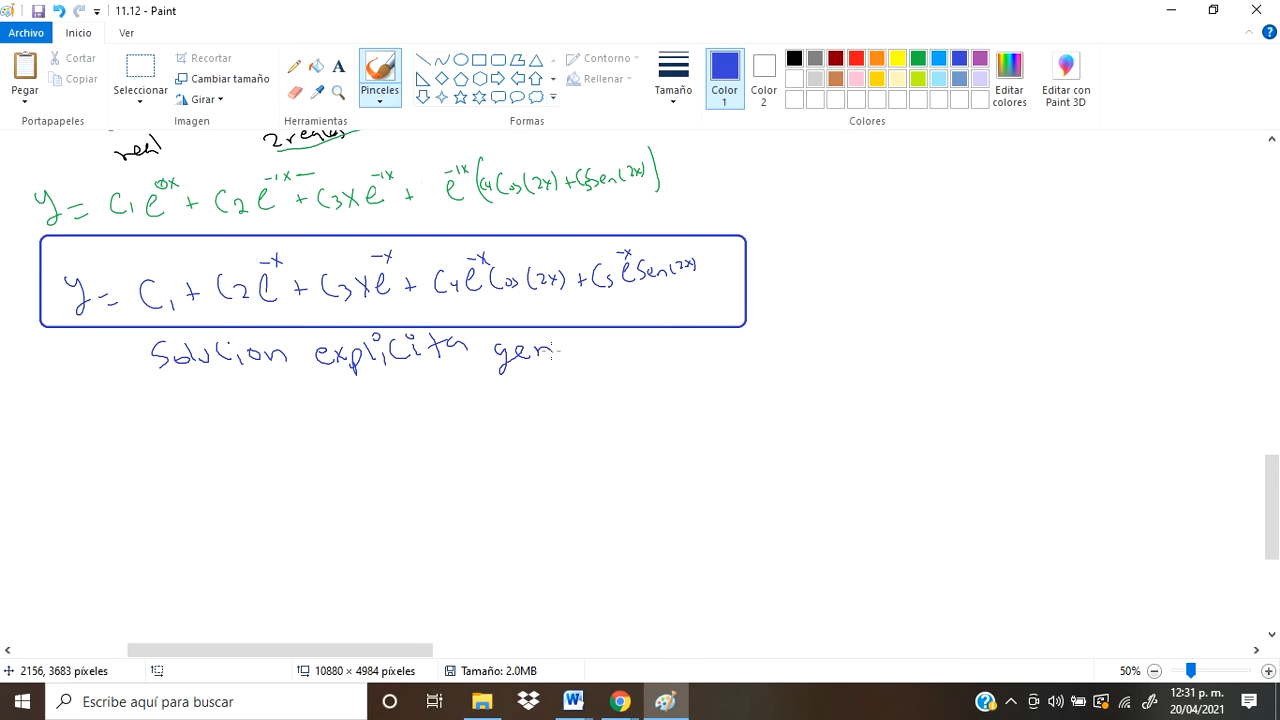 11.12 - Paint
Archivo Inicio Ver
Pegar
Cortar
Copiar
Portapapeles
Seleccionar
Recortar
Cambiar tamaño
Girar
Imagen
Herramientas
Pinceles
Contorno
Rellenar
Formas
Tamaño
Color 1
Color 2
Editar colores
Colores
Editar con Paint 3D
real
2 reales
y = C1 e^0x + C2 e^-1x + C3 x e^-1x + e^-1x (C4 Cos(2x) + C5 Sen(2x))
y = C1 + C2 e^-x + C3 x e^-x + C4 e^-x Cos(2x) + C5 e^-x Sen(2x)
Solución explicita gen
2156, 3683 píxeles
10880 × 4984 píxeles
Tamaño: 2.0MB
50%
Escribe aquí para buscar
12:31 p. m.
20/04/2021